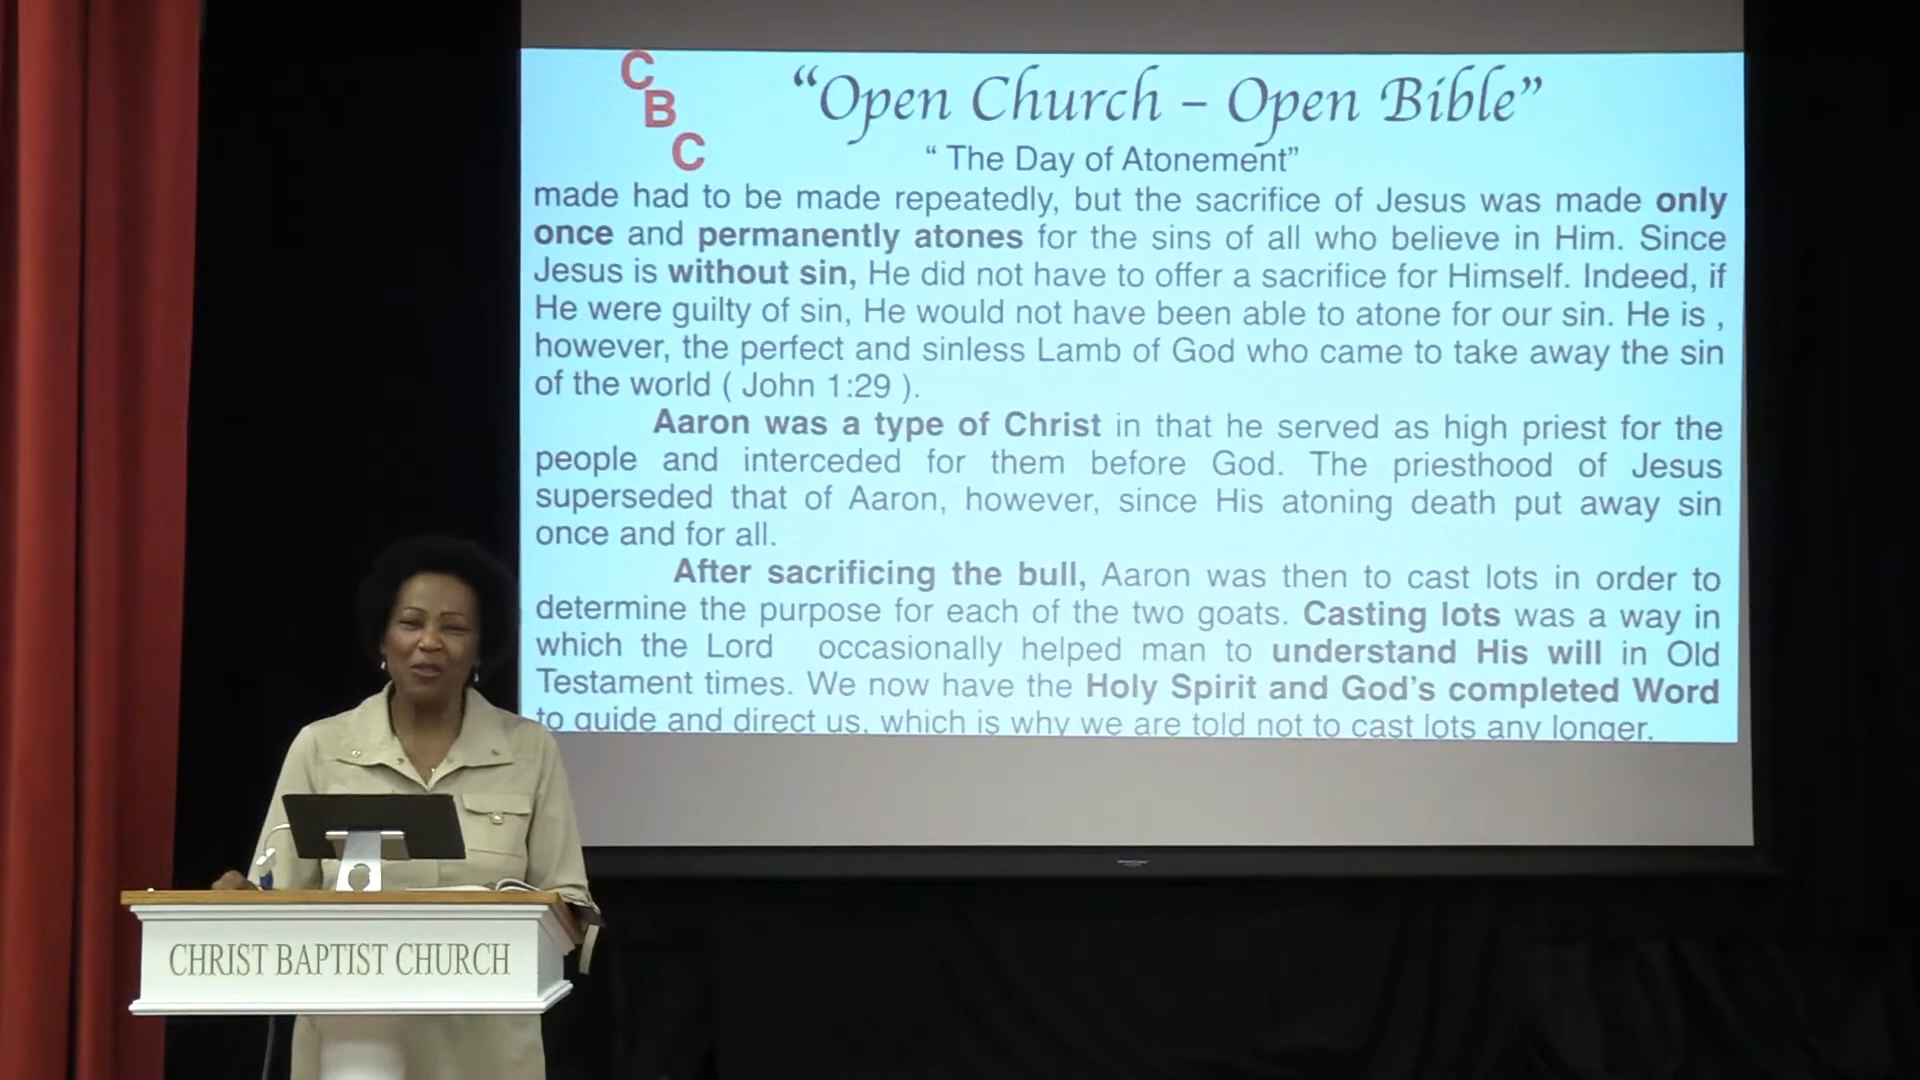 C
B
C
“Open Church – Open Bible”
“ The Day of Atonement”
made had to be made repeatedly, but the sacrifice of Jesus was made only
once and permanently atones for the sins of all who believe in Him. Since
Jesus is without sin, He did not have to offer a sacrifice for Himself. Indeed, if
He were guilty of sin, He would not have been able to atone for our sin. He is ,
however, the perfect and sinless Lamb of God who came to take away the sin
of the world ( John 1:29 ).
Aaron was a type of Christ in that he served as high priest for the
people and interceded for them before God. The priesthood of Jesus
superseded that of Aaron, however, since His atoning death put away sin
once and for all.
After sacrificing the bull, Aaron was then to cast lots in order to
determine the purpose for each of the two goats. Casting lots was a way in
which the Lord occasionally helped man to understand His will in Old
Testament times. We now have the Holy Spirit and God’s completed Word
to guide and direct us, which is why we are told not to cast lots any longer.
CHRIST BAPTIST CHURCH